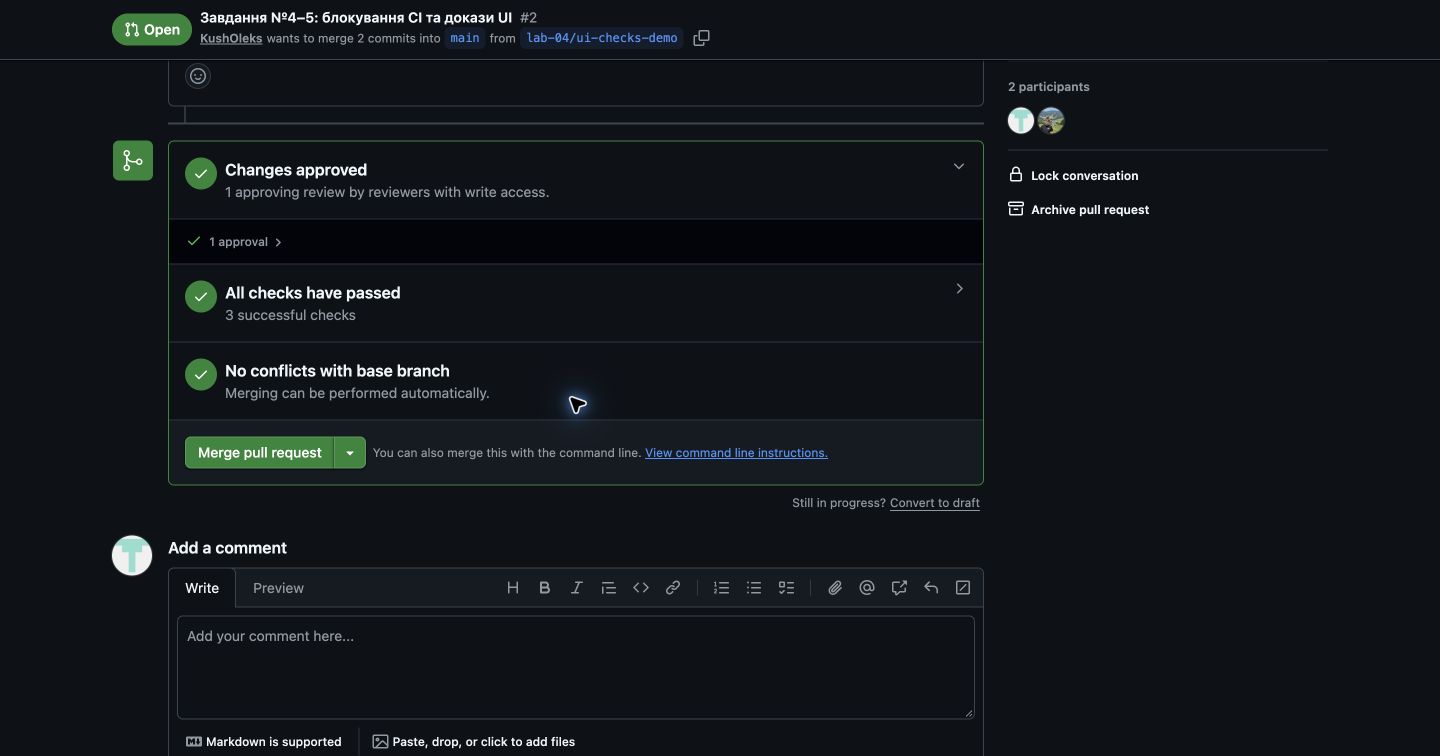 Open
Завдання №4–5: блокування CI та докази UI #2
KushOleks wants to merge 2 commits into main from lab-04/ui-checks-demo
2 participants
Lock conversation
Archive pull request
Changes approved
1 approving review by reviewers with write access.
1 approval
All checks have passed
3 successful checks
No conflicts with base branch
Merging can be performed automatically.
Merge pull request
You can also merge this with the command line. View command line instructions.
Still in progress? Convert to draft
Add a comment
Write Preview
Add your comment here...
Markdown is supported
Paste, drop, or click to add files